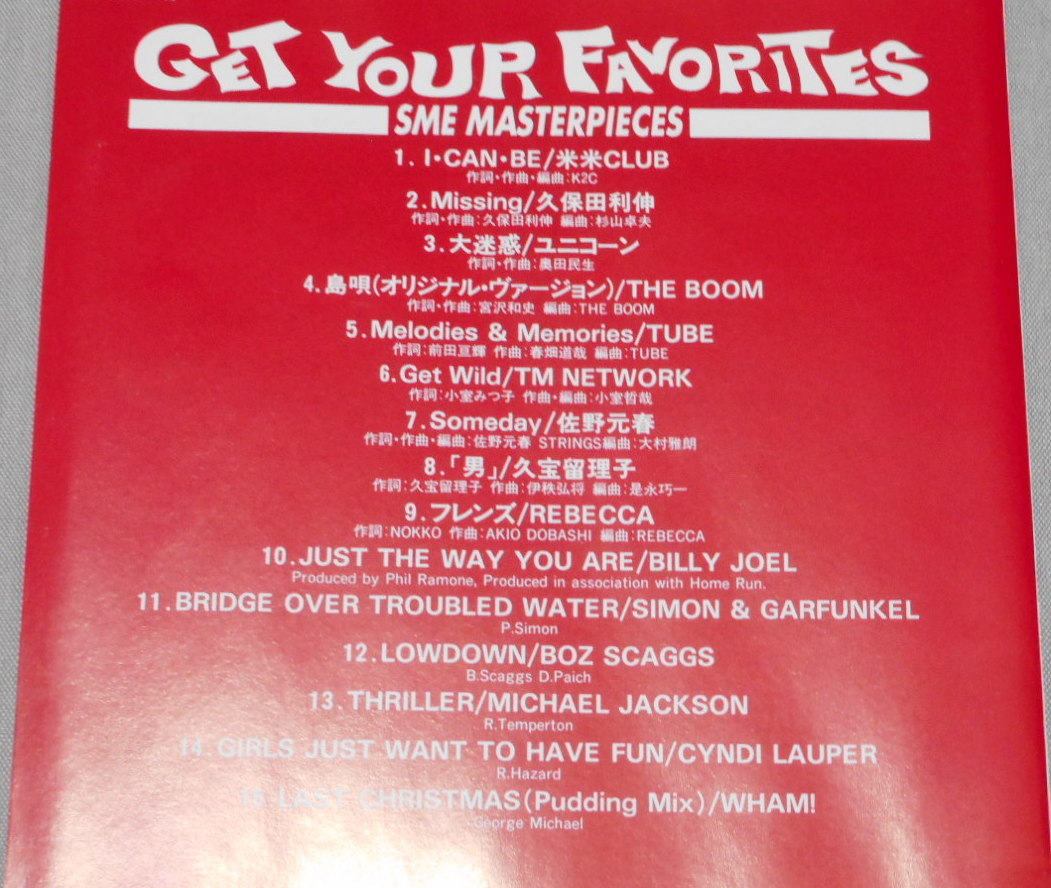 GET YOUR FAVORITES
SME MASTERPIECES
1. I・CAN・BE/米米CLUB
作詞・作曲・編曲:K2C
2.Missing/久保田利伸
作詞・作曲:久保田利伸 編曲:杉山卓夫
3.大迷惑/ユニコーン
作詞・作曲:奥田民生
4.島唄(オリジナル・ヴァージョン)/THE BOOM
作詞・作曲:宮沢和史 編曲:THE BOOM
5.Melodies & Memories/TUBE
作詞:前田亘輝 作曲:春畑道哉 編曲:TUBE
6.Get Wild/TM NETWORK
作詞:小室みつ子 作曲・編曲:小室哲哉
7.Someday/佐野元春
作詞・作曲・編曲:佐野元春 STRINGS編曲:大村雅朗
8.「男」/久宝留理子
作詞:久宝留理子 作曲:伊秩弘将 編曲:是永巧一
9.フレンズ/REBECCA
作詞:NOKKO 作曲:AKIO DOBASHI 編曲:REBECCA
10.JUST THE WAY YOU ARE/BILLY JOEL
Produced by Phil Ramone, Produced in association with Home Run.
11.BRIDGE OVER TROUBLED WATER/SIMON & GARFUNKEL
P.Simon
12.LOWDOWN/BOZ SCAGGS
B.Scaggs D.Paich
13.THRILLER/MICHAEL JACKSON
R.Temperton
14.GIRLS JUST WANT TO HAVE FUN/CYNDI LAUPER
R.Hazard
15.LAST CHRISTMAS(Pudding Mix)/WHAM!
George Michael